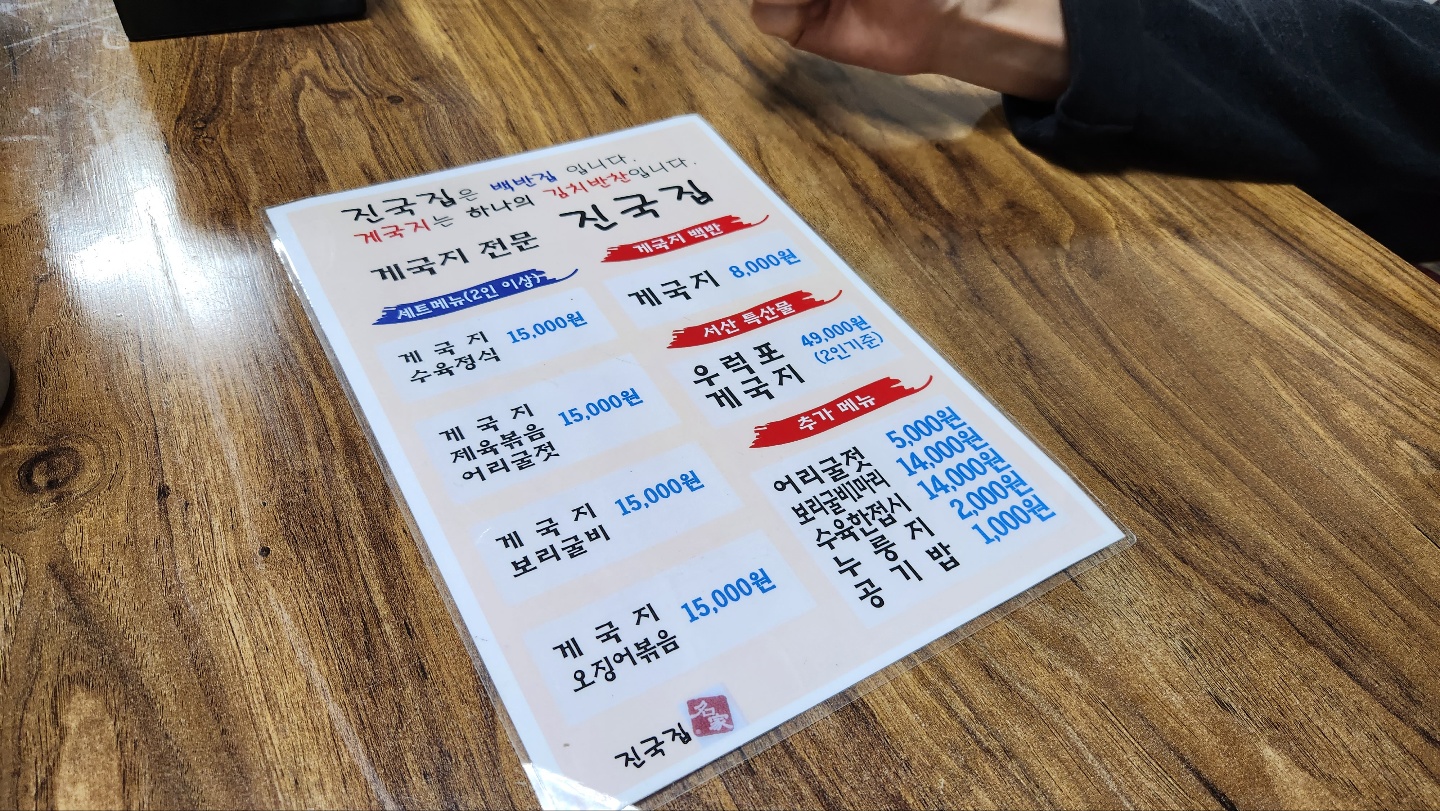 진국집은 백반집 입니다.
게국지는 하나의 김치반찬입니다.
게국지 전문 진국집
세트메뉴(2인 이상)
게 국 지
수육정식 15,000원
게 국 지
제육볶음
어리굴젓 15,000원
게 국 지
보리굴비 15,000원
게 국 지
오징어볶음 15,000원
게국지 백반
게국지 8,000원
서산 특산물
우럭포
게국지 49,000원
(2인기준)
추가 메뉴
어리굴젓 5,000원
보리굴비1마리 14,000원
수육한접시 14,000원
누 룽 지 2,000원
공 기 밥 1,000원
진국집 名家